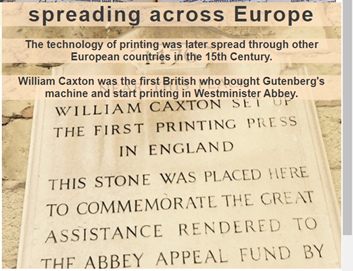 spreading across Europe
The technology of printing was later spread through other
European countries in the 15th Century.
William Caxton was the first British who bought Gutenberg's
machine and start printing in Westminister Abbey.
WILLIAM CAXTON SET UP
THE FIRST PRINTING PRESS
IN ENGLAND
THIS STONE WAS PLACED HERE
TO COMMEMORATE THE GREAT
ASSISTANCE RENDERED TO
THE ABBEY APPEAL FUND BY